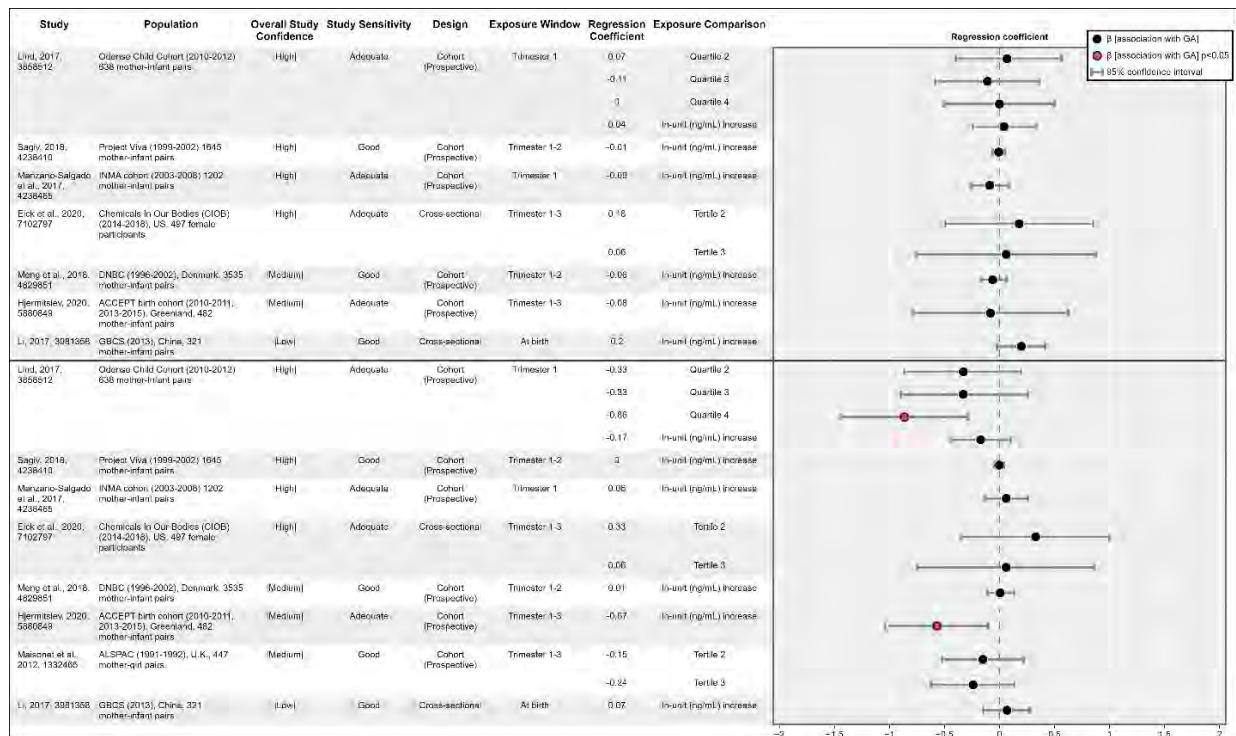 Study Population Overall Study Confidence Study Sensitivity Design Exposure Window Regression Coefficient Exposure Comparison
Regression coefficient
β [association with GA]
β [association with GA] p<0.05
95% confidence interval
Lind, 2017, 3858512 Odense Child Cohort (2010-2012) 638 mother-infant pairs |High| Adequate Cohort (Prospective) Trimester 1 0.07 Quartile 2
-0.11 Quartile 3
0 Quartile 4
0.04 ln-unit (ng/mL) increase
Sagiv, 2018, 4238410 Project Viva (1999-2002) 1645 mother-infant pairs |High| Good Cohort (Prospective) Trimester 1-2 -0.01 ln-unit (ng/mL) increase
Manzano-Salgado et al., 2017, 4238465 INMA cohort (2003-2008) 1202 mother-infant pairs |High| Adequate Cohort (Prospective) Trimester 1 ln-unit (ng/mL) increase
Eick et al., 2020, 7102797 Chemicals In Our Bodies (CIOB) (2014-2018), US. 497 female participants |High| Adequate Cross-sectional Trimester 1-3 0.18 Tertile 2
0.06 Tertile 3
Meng et al., 2018, 4829851 DNBC (1996-2002), Denmark. 3535 mother-infant pairs |Medium| Good Cohort (Prospective) Trimester 1-2 -0.06 ln-unit (ng/mL) increase
Hjermitslev, 2020, 5880849 ACCEPT birth cohort (2010-2011, 2013-2015), Greenland, 482 mother-infant pairs |Medium| Adequate Cohort (Prospective) Trimester 1-3 -0.08 ln-unit (ng/mL) increase
Li, 2017, 3981358 GBCS (2013), China, 321 mother-infant pairs |Low| Good Cross-sectional At birth 0.2 ln-unit (ng/mL) increase
Lind, 2017, 3858512 Odense Child Cohort (2010-2012) 638 mother-infant pairs |High| Adequate Cohort (Prospective) Trimester 1 -0.33 Quartile 2
-0.33 Quartile 3
-0.86 Quartile 4
-0.17 ln-unit (ng/mL) increase
Sagiv, 2018, 4238410 Project Viva (1999-2002) 1645 mother-infant pairs |High| Good Cohort (Prospective) Trimester 1-2 0 ln-unit (ng/mL) increase
Manzano-Salgado et al., 2017, 4238465 INMA cohort (2003-2008) 1202 mother-infant pairs |High| Adequate Cohort (Prospective) Trimester 1 0.06 ln-unit (ng/mL) increase
Eick et al., 2020, 7102797 Chemicals In Our Bodies (CIOB) (2014-2018), US. 497 female participants |High| Adequate Cross-sectional Trimester 1-3 0.33 Tertile 2
0.06 Tertile 3
Meng et al., 2018, 4829851 DNBC (1996-2002), Denmark. 3535 mother-infant pairs |Medium| Good Cohort (Prospective) Trimester 1-2 0.01 ln-unit (ng/mL) increase
Hjermitslev, 2020, 5880849 ACCEPT birth cohort (2010-2011, 2013-2015), Greenland, 482 mother-infant pairs |Medium| Adequate Cohort (Prospective) Trimester 1-3 -0.57 ln-unit (ng/mL) increase
Maisonet et al., 2012, 1332465 ALSPAC (1991-1992), U.K., 447 mother-girl pairs |Medium| Good Cohort (Prospective) Trimester 1-3 -0.15 Tertile 2
-0.24 Tertile 3
Li, 2017, 3981358 GBCS (2013), China, 321 mother-infant pairs |Low| Good Cross-sectional At birth 0.07 ln-unit (ng/mL) increase
-2 -1.5 -1 -0.5 0 0.5 1 1.5 2